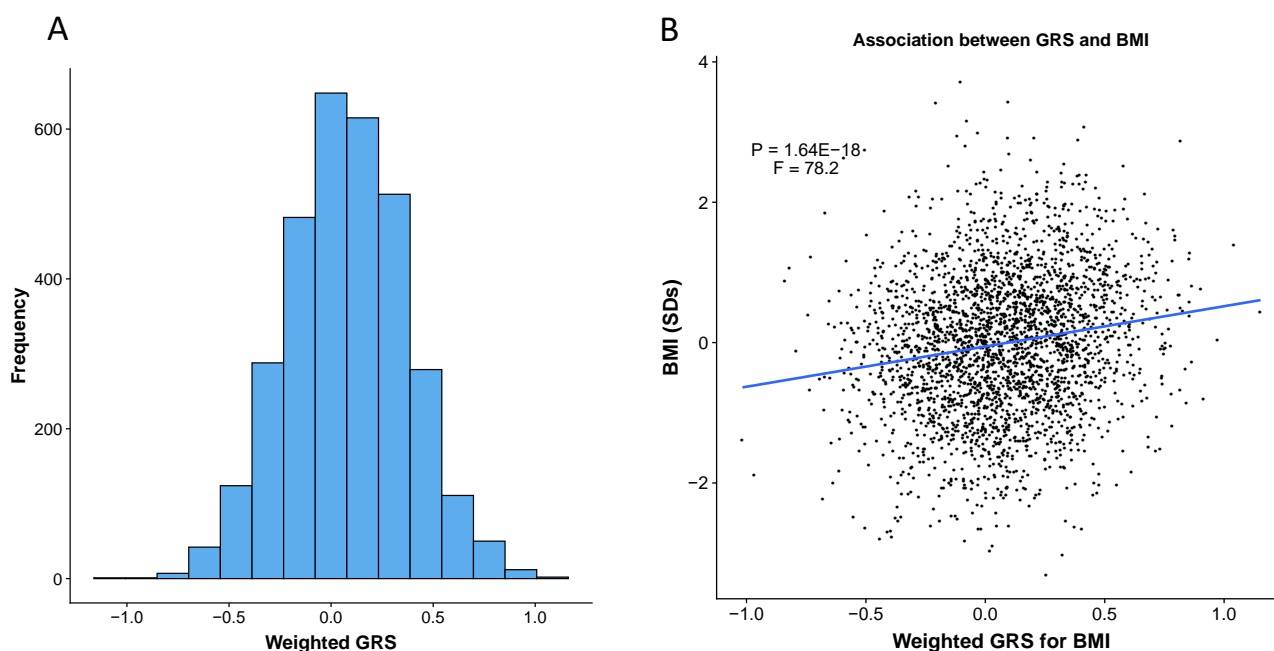 A
600
400
200
0
Frequency
−1.0
−0.5
0.0
0.5
1.0
Weighted GRS
B
Association between GRS and BMI
P = 1.64E−18
F = 78.2
4
2
0
−2
BMI (SDs)
−1.0
−0.5
0.0
0.5
1.0
Weighted GRS for BMI